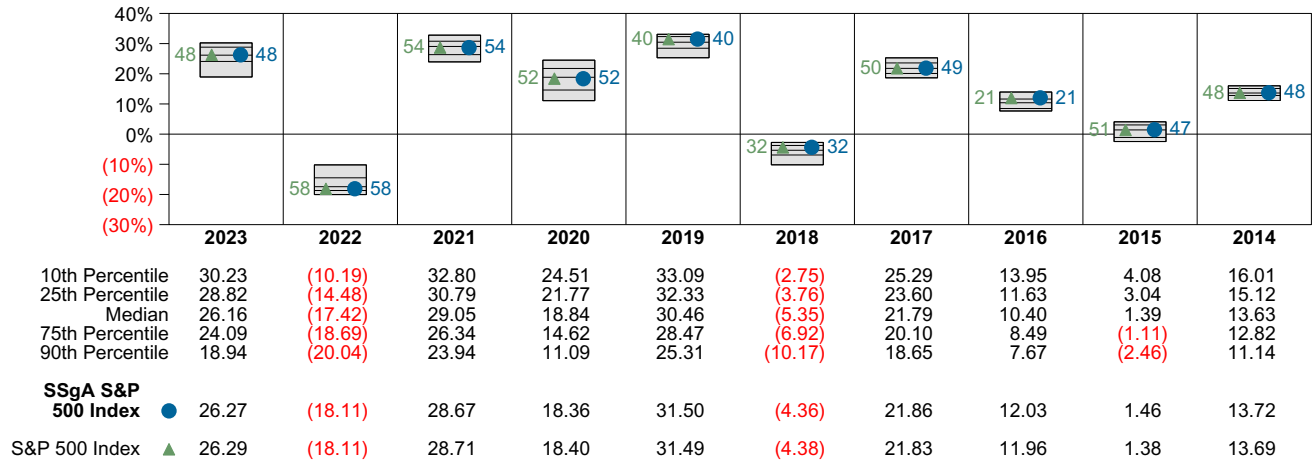 40%
30%
20%
10%
0%
(10%)
(20%)
(30%)
48 48
58 58
54 54
52 52
40 40
32 32
50 49
21 21
51 47
48 48
2023 2022 2021 2020 2019 2018 2017 2016 2015 2014
10th Percentile 30.23 (10.19) 32.80 24.51 33.09 (2.75) 25.29 13.95 4.08 16.01
25th Percentile 28.82 (14.48) 30.79 21.77 32.33 (3.76) 23.60 11.63 3.04 15.12
Median 26.16 (17.42) 29.05 18.84 30.46 (5.35) 21.79 10.40 1.39 13.63
75th Percentile 24.09 (18.69) 26.34 14.62 28.47 (6.92) 20.10 8.49 (1.11) 12.82
90th Percentile 18.94 (20.04) 23.94 11.09 25.31 (10.17) 18.65 7.67 (2.46) 11.14
SSgA S&P
500 Index 26.27 (18.11) 28.67 18.36 31.50 (4.36) 21.86 12.03 1.46 13.72
S&P 500 Index 26.29 (18.11) 28.71 18.40 31.49 (4.38) 21.83 11.96 1.38 13.69